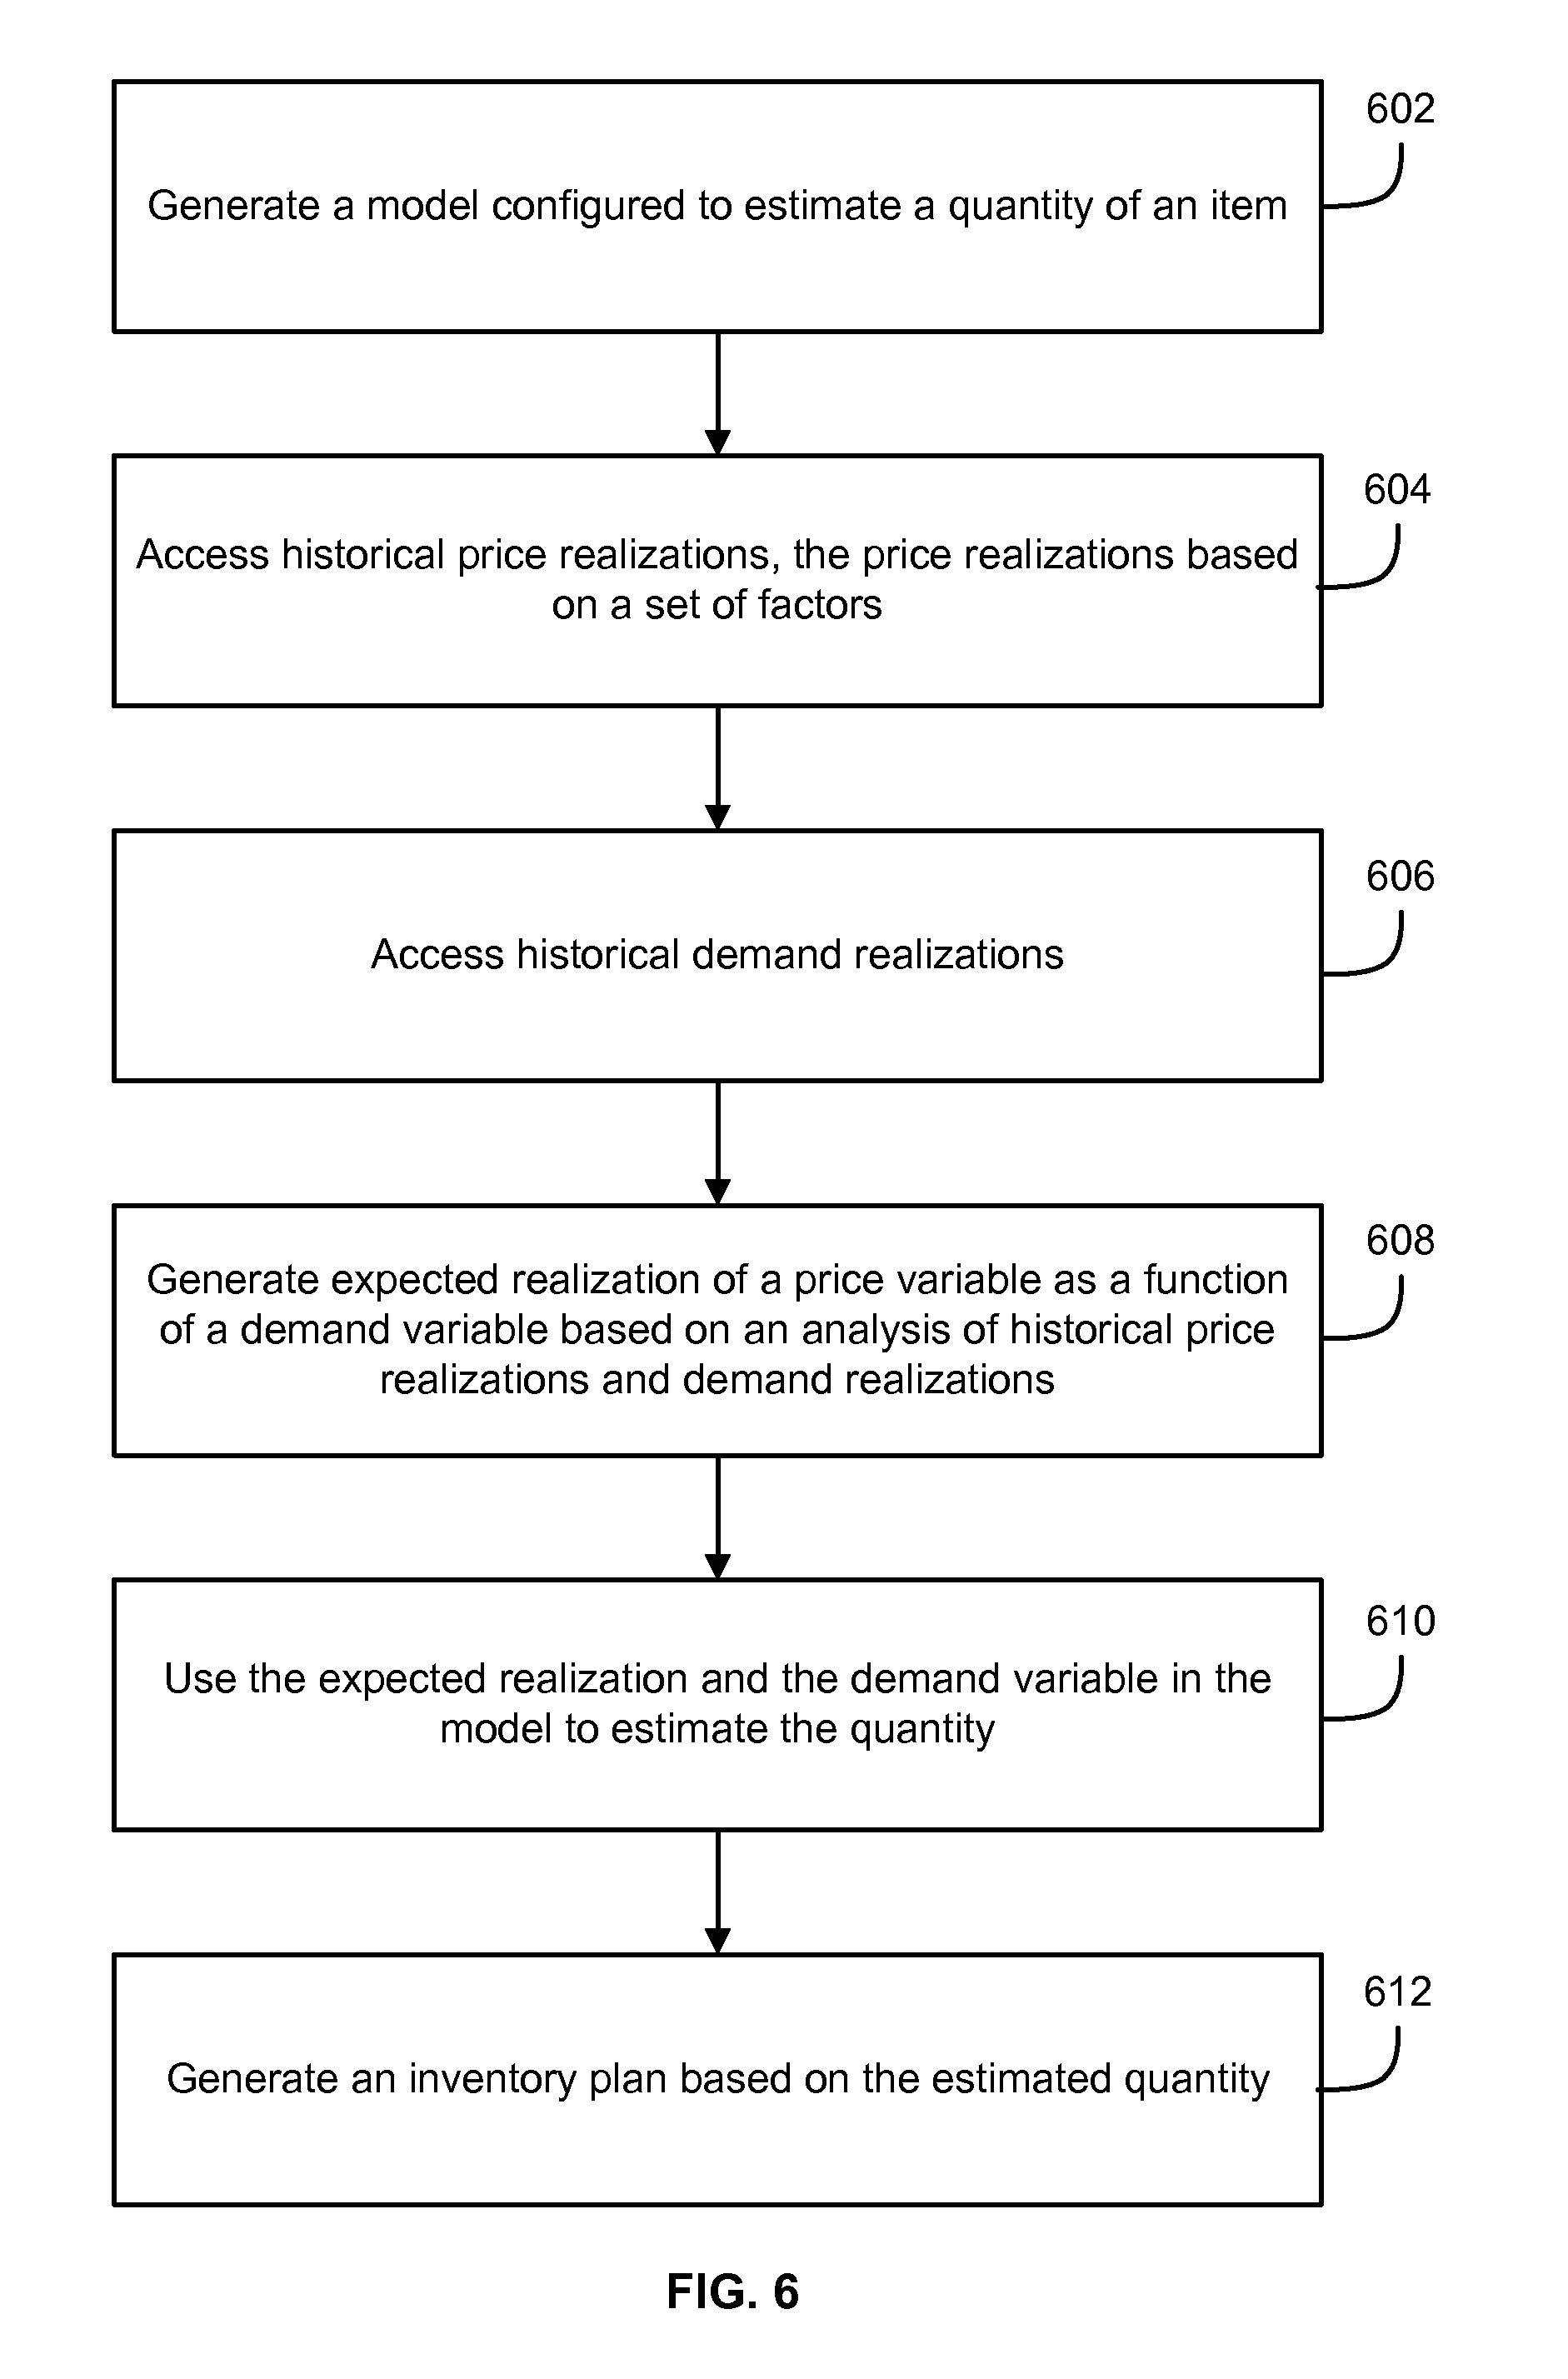 602
Generate a model configured to estimate a quantity of an item
604
Access historical price realizations, the price realizations based
on a set of factors
606
Access historical demand realizations
608
Generate expected realization of a price variable as a function
of a demand variable based on an analysis of historical price
realizations and demand realizations
610
Use the expected realization and the demand variable in the
model to estimate the quantity
612
Generate an inventory plan based on the estimated quantity
FIG. 6